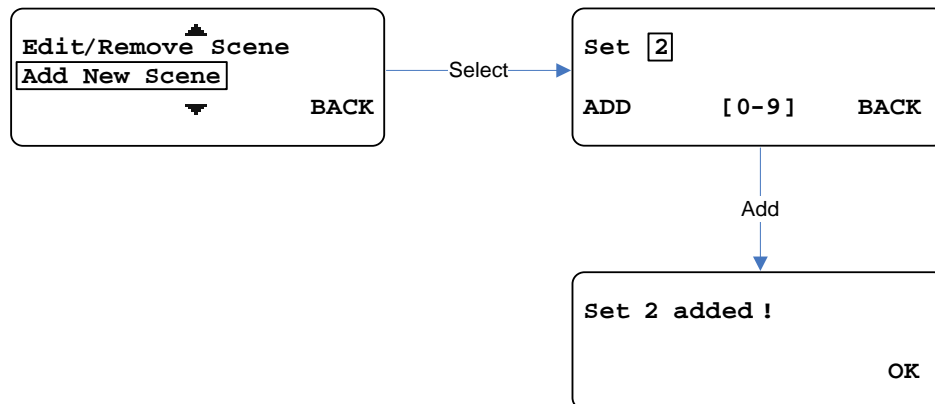 Edit/Remove Scene
Add New Scene
BACK
Select
Set 2
ADD [0-9] BACK
Add
Set 2 added !
OK